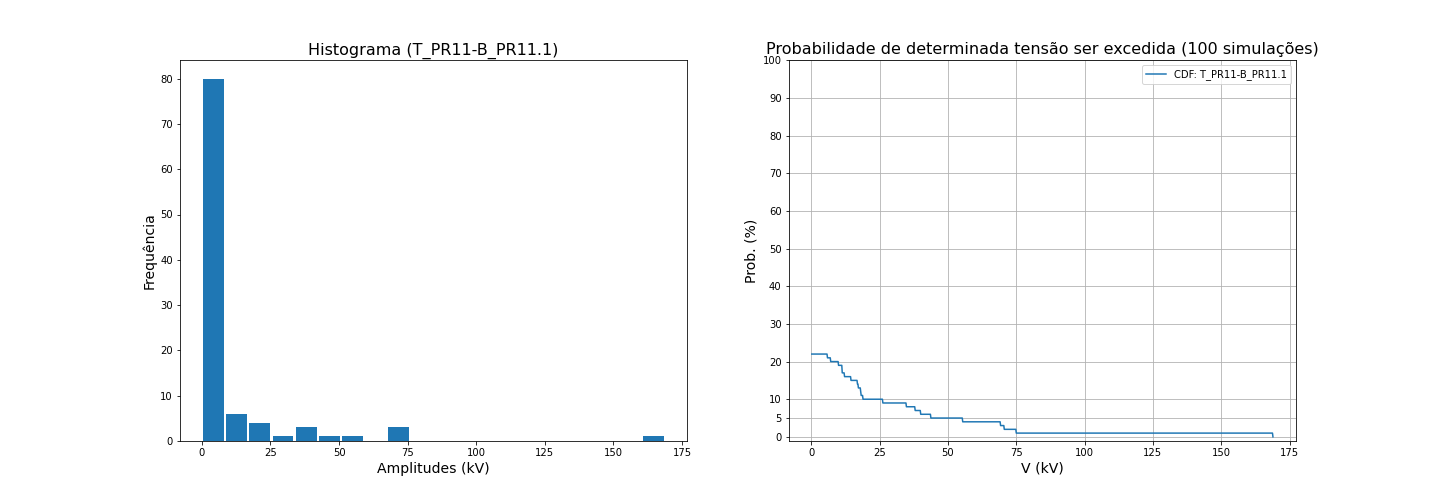 Histograma (T_PR11-B_PR11.1)
Frequência
80
70
60
50
40
30
20
10
0
0 25 50 75 100 125 150 175
Amplitudes (kV)
Probabilidade de determinada tensão ser excedida (100 simulações)
CDF: T_PR11-B_PR11.1
Prob. (%)
100
90
80
70
60
50
40
30
20
10
5
0
0 25 50 75 100 125 150 175
V (kV)